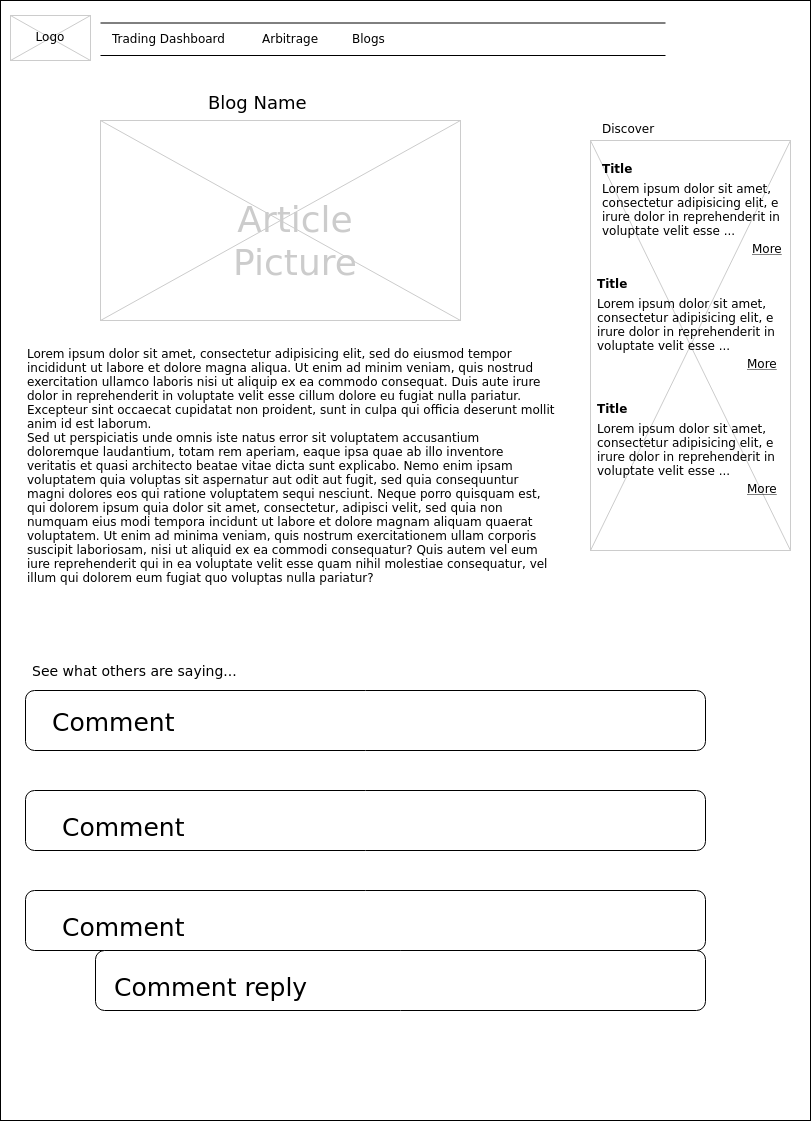 Logo
Trading Dashboard Arbitrage Blogs
Blog Name
Article
Picture
Lorem ipsum dolor sit amet, consectetur adipisicing elit, sed do eiusmod tempor
incididunt ut labore et dolore magna aliqua. Ut enim ad minim veniam, quis nostrud
exercitation ullamco laboris nisi ut aliquip ex ea commodo consequat. Duis aute irure
dolor in reprehenderit in voluptate velit esse cillum dolore eu fugiat nulla pariatur.
Excepteur sint occaecat cupidatat non proident, sunt in culpa qui officia deserunt mollit
anim id est laborum.
Sed ut perspiciatis unde omnis iste natus error sit voluptatem accusantium
doloremque laudantium, totam rem aperiam, eaque ipsa quae ab illo inventore
veritatis et quasi architecto beatae vitae dicta sunt explicabo. Nemo enim ipsam
voluptatem quia voluptas sit aspernatur aut odit aut fugit, sed quia consequuntur
magni dolores eos qui ratione voluptatem sequi nesciunt. Neque porro quisquam est,
qui dolorem ipsum quia dolor sit amet, consectetur, adipisci velit, sed quia non
numquam eius modi tempora incidunt ut labore et dolore magnam aliquam quaerat
voluptatem. Ut enim ad minima veniam, quis nostrum exercitationem ullam corporis
suscipit laboriosam, nisi ut aliquid ex ea commodi consequatur? Quis autem vel eum
iure reprehenderit qui in ea voluptate velit esse quam nihil molestiae consequatur, vel
illum qui dolorem eum fugiat quo voluptas nulla pariatur?
Discover
Title
Lorem ipsum dolor sit amet,
consectetur adipisicing elit, e
irure dolor in reprehenderit in
voluptate velit esse ...
More
Title
Lorem ipsum dolor sit amet,
consectetur adipisicing elit, e
irure dolor in reprehenderit in
voluptate velit esse ...
More
Title
Lorem ipsum dolor sit amet,
consectetur adipisicing elit, e
irure dolor in reprehenderit in
voluptate velit esse ...
More
See what others are saying...
Comment
Comment
Comment
Comment reply